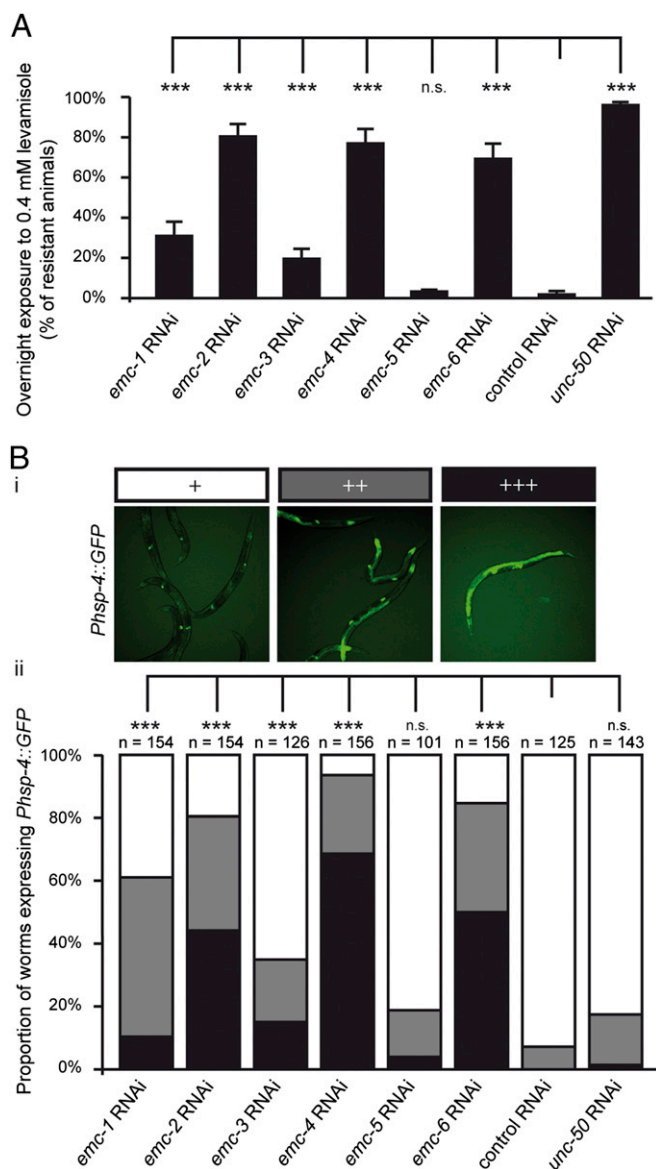 A
Overnight exposure to 0.4 mM levamisole
(% of resistant animals)
*** *** *** *** n.s. *** ***
100%
80%
60%
40%
20%
0%
emc-1 RNAi
emc-2 RNAi
emc-3 RNAi
emc-4 RNAi
emc-5 RNAi
emc-6 RNAi
control RNAi
unc-50 RNAi
B
i
+ ++ +++
Phsp-4::GFP
ii
Proportion of worms expressing Phsp-4::GFP
*** *** *** *** n.s. *** n.s.
n = 154 n = 154 n = 126 n = 156 n = 101 n = 156 n = 125 n = 143
100%
80%
60%
40%
20%
0%
emc-1 RNAi
emc-2 RNAi
emc-3 RNAi
emc-4 RNAi
emc-5 RNAi
emc-6 RNAi
control RNAi
unc-50 RNAi